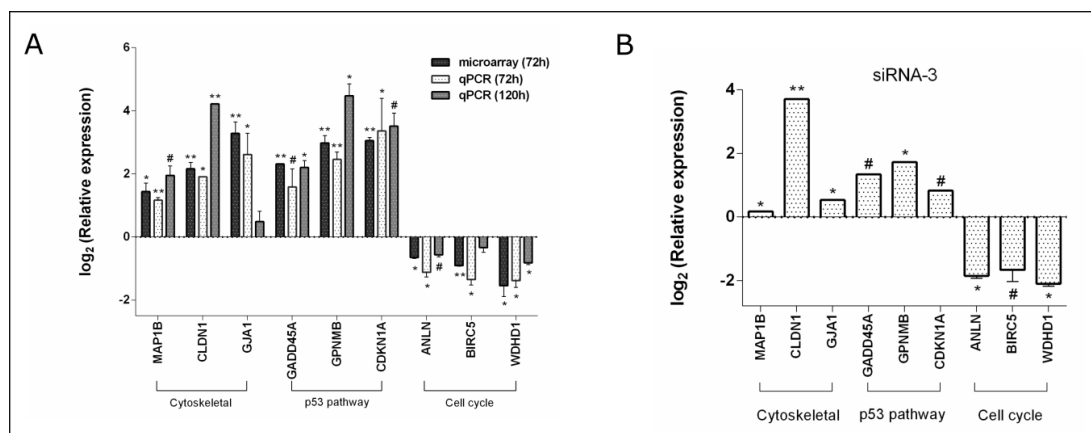 A
log2 (Relative expression)
6
4
2
0
-2
microarray (72h)
qPCR (72h)
qPCR (120h)
* ** #
** * **
** *
** # *
** ** *
** * #
* * * #
** *
* * *
MAP1B
CLDN1
GJA1
GADD45A
GPNMB
CDKN1A
ANLN
BIRC5
WDHD1
Cytoskeletal
p53 pathway
Cell cycle
B
siRNA-3
log2 (Relative expression)
4
2
0
-2
* ** * # * # * # *
MAP1B
CLDN1
GJA1
GADD45A
GPNMB
CDKN1A
ANLN
BIRC5
WDHD1
Cytoskeletal
p53 pathway
Cell cycle